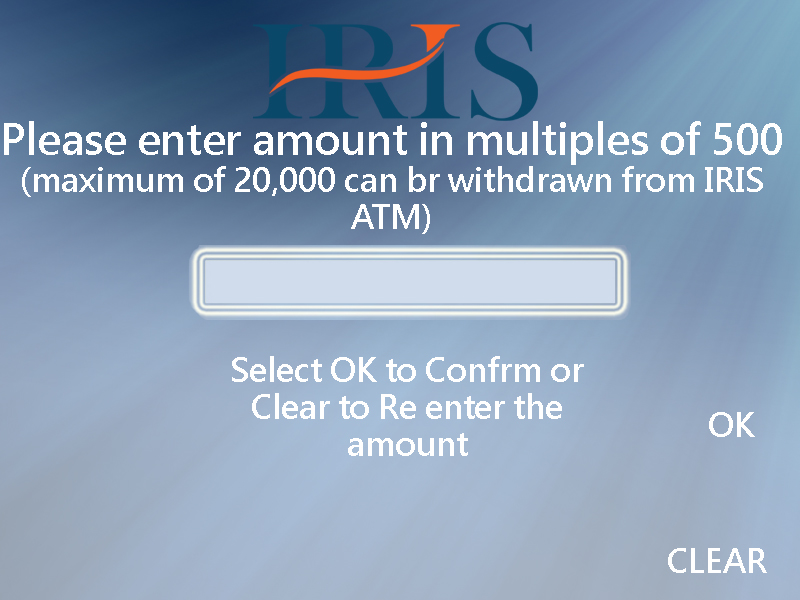 IRIS
Please enter amount in multiples of 500
(maximum of 20,000 can br withdrawn from IRIS
ATM)
Select OK to Confrm or
Clear to Re enter the
amount
OK
CLEAR